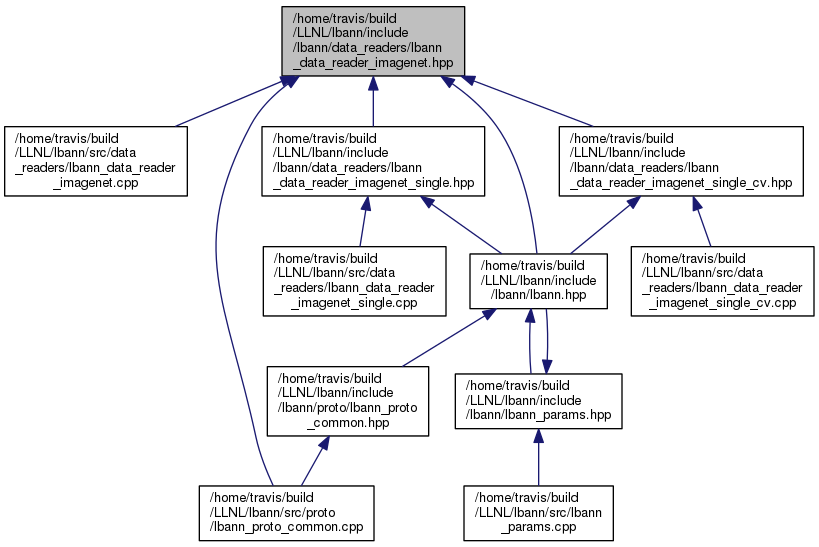 /home/travis/build
/LLNL/lbann/include
/lbann/data_readers/lbann
_data_reader_imagenet.hpp
/home/travis/build
/LLNL/lbann/src/data
_readers/lbann_data_reader
_imagenet.cpp
/home/travis/build
/LLNL/lbann/include
/lbann/data_readers/lbann
_data_reader_imagenet_single.hpp
/home/travis/build
/LLNL/lbann/include
/lbann/data_readers/lbann
_data_reader_imagenet_single_cv.hpp
/home/travis/build
/LLNL/lbann/src/data
_readers/lbann_data_reader
_imagenet_single.cpp
/home/travis/build
/LLNL/lbann/include
/lbann/lbann.hpp
/home/travis/build
/LLNL/lbann/src/data
_readers/lbann_data_reader
_imagenet_single_cv.cpp
/home/travis/build
/LLNL/lbann/include
/lbann/proto/lbann_proto
_common.hpp
/home/travis/build
/LLNL/lbann/include
/lbann/lbann_params.hpp
/home/travis/build
/LLNL/lbann/src/proto
/lbann_proto_common.cpp
/home/travis/build
/LLNL/lbann/src/lbann
_params.cpp